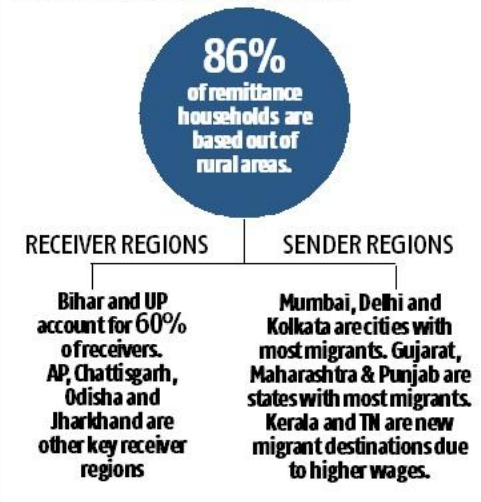 86%
of remittance
households are
based out of
rural areas.
RECEIVER REGIONS
Bihar and UP
account for 60%
of receivers.
AP, Chattisgarh,
Odisha and
Jharkhand are
other key receiver
regions
SENDER REGIONS
Mumbai, Delhi and
Kolkata are cities with
most migrants. Gujarat,
Maharashtra & Punjab are
states with most migrants.
Kerala and TN are new
migrant destinations due
to higher wages.